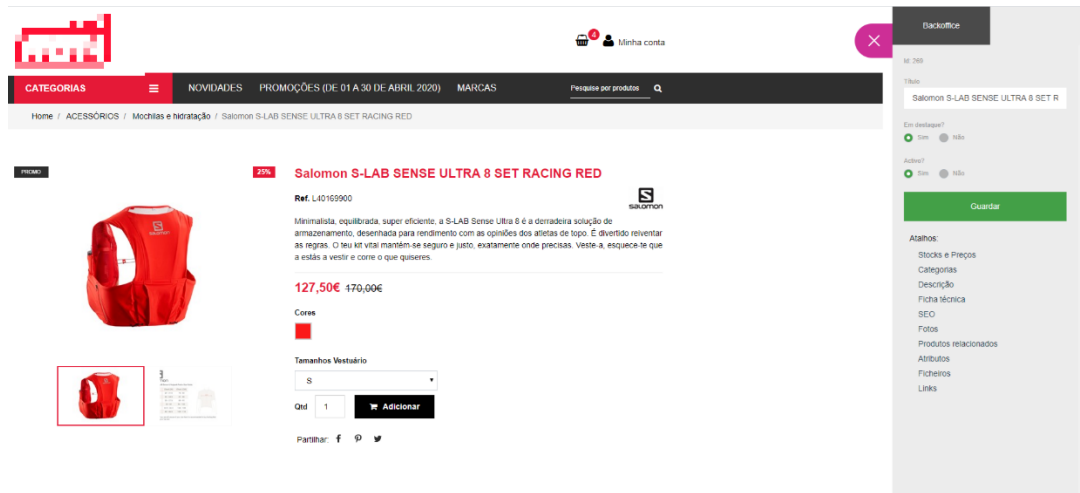 4
Minha conta
CATEGORIAS
NOVIDADES
PROMOÇÕES (DE 01 A 30 DE ABRIL 2020)
MARCAS
Pesquise por produtos
Home / ACESSÓRIOS / Mochilas e hidratação / Salomon S-LAB SENSE ULTRA 8 SET RACING RED
PROMO
25%
Salomon S-LAB SENSE ULTRA 8 SET RACING RED
Ref. L40169900
SALOMON
Minimalista, equilibrada, super eficiente, a S-LAB Sense Ultra 8 é a derradeira solução de
armazenamento, desenhada para rendimento com as opiniões dos atletas de topo. É divertido reiventar
as regras. O teu kit vital mantém-se seguro e justo, exatamente onde precisas. Veste-a, esquece-te que
a estás a vestir e corre o que quiseres.
127,50€ 170,00€
Cores
Tamanhos Vestuário
S
Qtd 1 Adicionar
Partilhar:
Backoffice
Id: 269
Título
Salomon S-LAB SENSE ULTRA 8 SET R
Em destaque?
Sim Não
Activo?
Sim Não
Guardar
Atalhos:
Stocks e Preços
Categorias
Descrição
Ficha técnica
SEO
Fotos
Produtos relacionados
Atributos
Ficheiros
Links